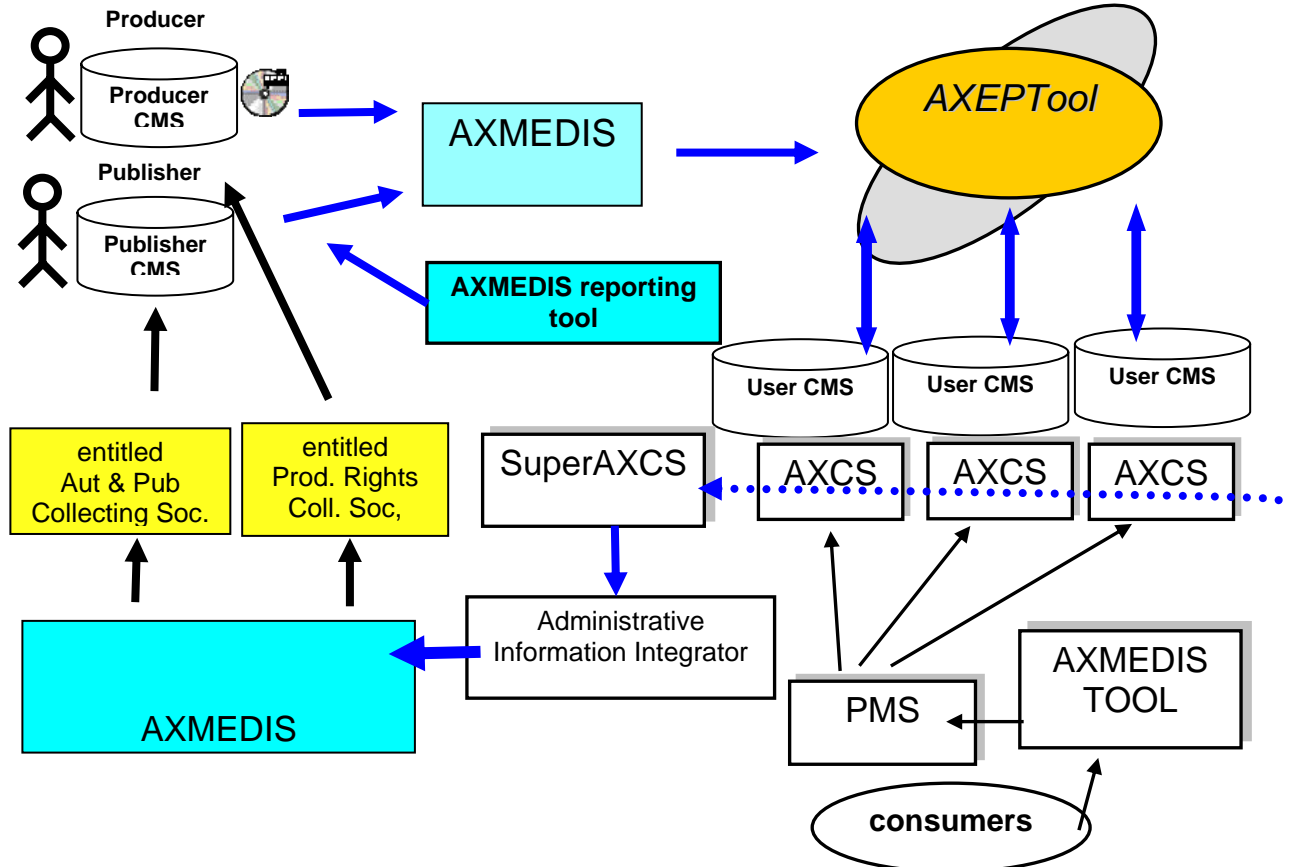 Producer
Producer
CMS
Publisher
Publisher
CMS
AXMEDIS
AXEPTool
AXMEDIS reporting
tool
User CMS
User CMS
User CMS
entitled
Aut & Pub
Collecting Soc.
entitled
Prod. Rights
Coll. Soc,
SuperAXCS
AXCS
AXCS
AXCS
Administrative
Information Integrator
AXMEDIS
PMS
AXMEDIS
TOOL
consumers